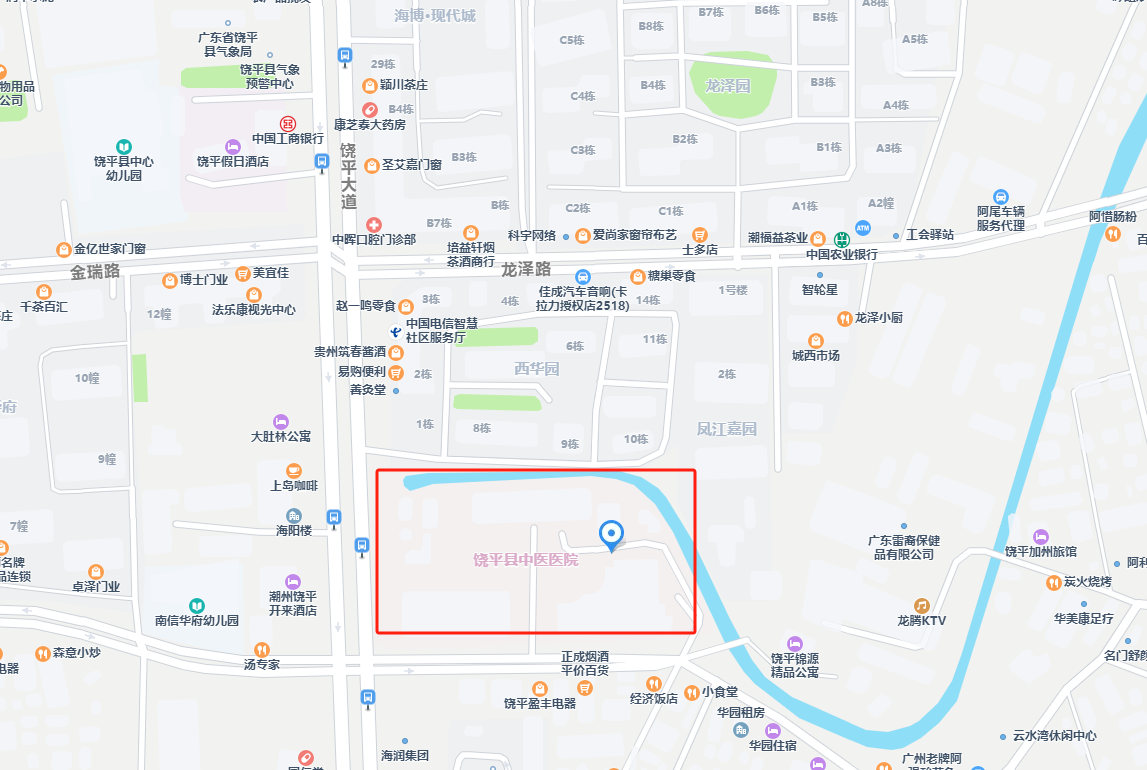 海博·现代城
B7栋
B6栋
B5栋
A8栋
广东省饶平
县气象局
C5栋
B8栋
A5栋
饶平县气象
预警中心
29栋
颖川茶庄
B4栋
龙泽园
B3栋
物用品
公司
C4栋
A4栋
B4栋
康芝泰大药房
中国工商银行
饶平县中心
幼儿园
饶平假日酒店
饶平大道
圣艾嘉门窗
B3栋
C3栋
B2栋
B1栋
A3栋
B栋
C2栋
C1栋
A1栋
A2幢
阿尾车辆
服务代理
阿惜肠粉
B7栋
中晖口腔门诊部
培益轩烟
茶酒商行
科宇网络
爱尚家窗帘布艺
士多店
潮福益茶业
ATM
中国农业银行
工会驿站
金亿世家门窗
金瑞路
博士门业
美宜佳
龙泽路
糖巢零食
佳成汽车音响(卡
拉力授权店2518)
智轮星
千茶百汇
法乐康视光中心
赵一鸣零食
3栋
4栋
14栋
1号楼
12幢
中国电信智慧
社区服务厅
龙泽小厨
6栋
11栋
贵州筑春酱酒
城西市场
易购便利
2栋
西华园
2栋
10幢
善灸堂
1栋
8栋
9栋
10栋
凤江嘉园
大肚林公寓
9幢
上岛咖啡
海阳楼
7幢
饶平县中医医院
广东雷裔保健
品有限公司
饶平加州旅馆
名牌
品连锁
卓泽门业
潮州饶平
开来酒店
炭火烧烤
南信华府幼儿园
龙腾KTV
华美康足疗
森意小炒
汤专家
正成烟酒
平价百货
饶平锦源
精品公寓
电器
饶平盈丰电器
经济饭店
小食堂
华园租房
华园住宿
海润集团
云水湾休闲中心
广州老牌阿